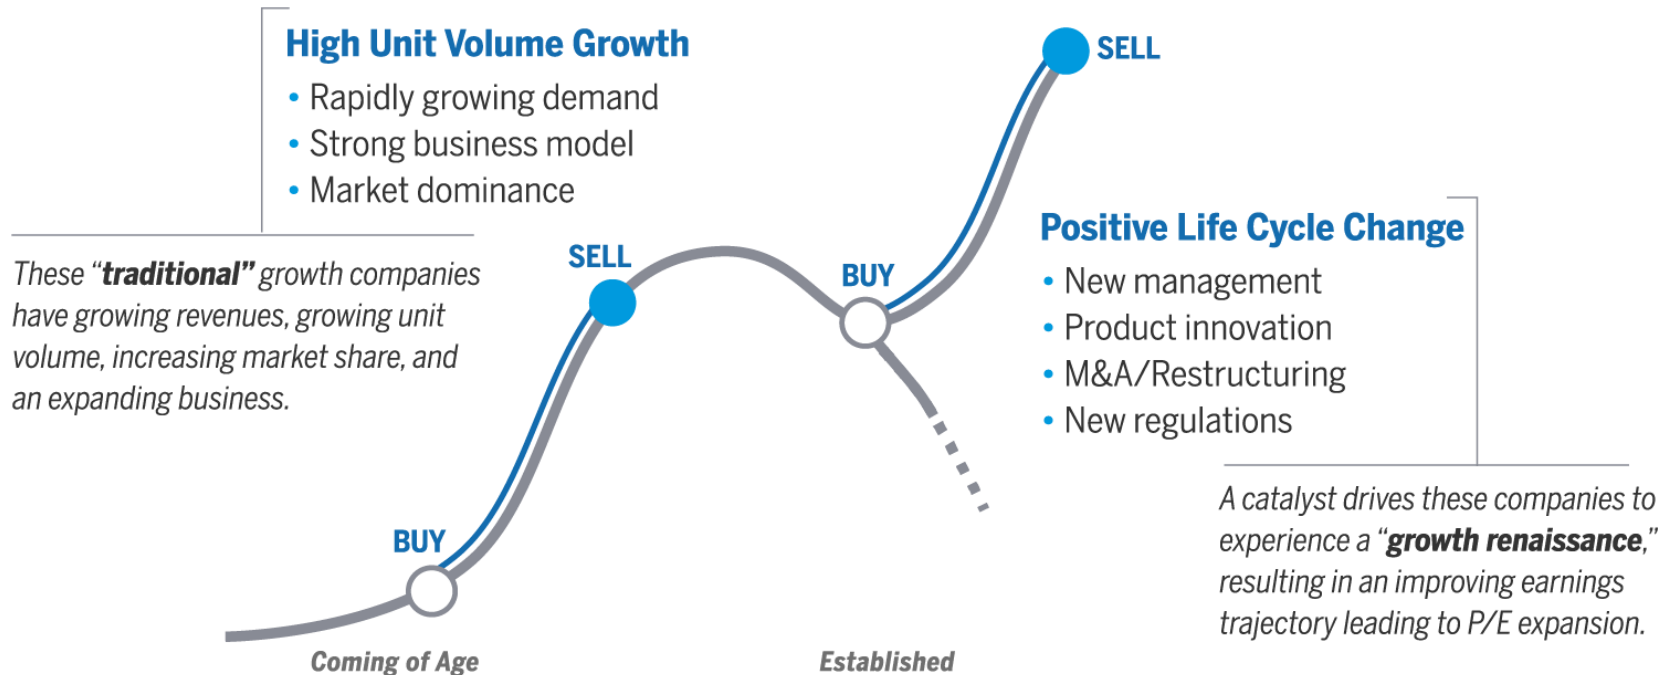 High Unit Volume Growth
• Rapidly growing demand
• Strong business model
• Market dominance
These “traditional” growth companies
have growing revenues, growing unit
volume, increasing market share, and
an expanding business.
SELL
BUY
Coming of Age
BUY
SELL
Established
Positive Life Cycle Change
• New management
• Product innovation
• M&A/Restructuring
• New regulations
A catalyst drives these companies to
experience a “growth renaissance,”
resulting in an improving earnings
trajectory leading to P/E expansion.